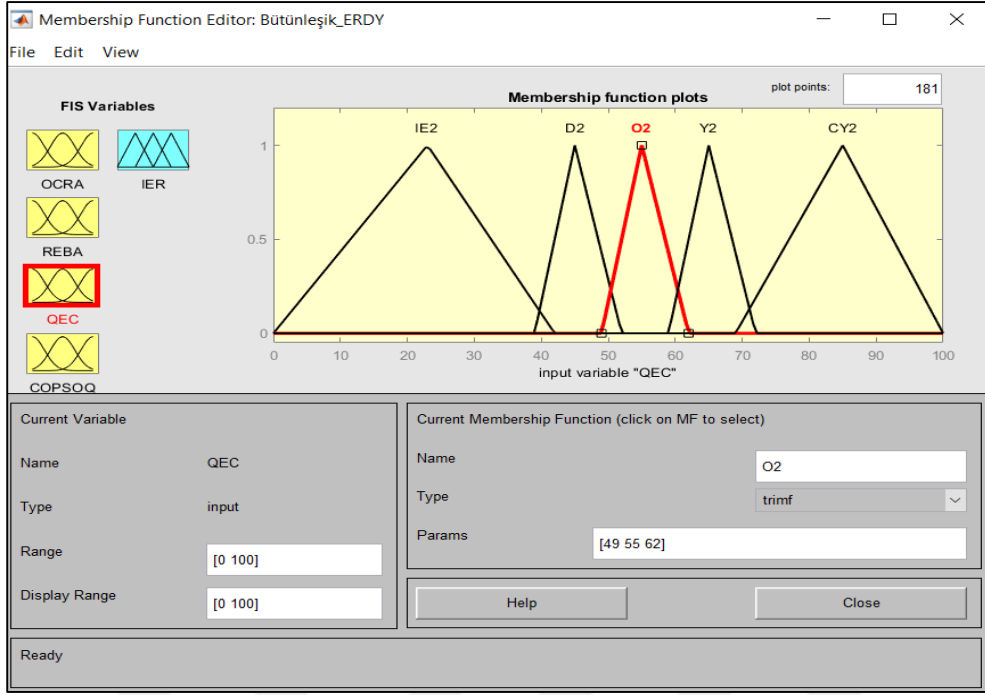 Membership Function Editor: Bütünleşik_ERDY
File Edit View
FIS Variables
OCRA IER
REBA
QEC
COPSOQ
Membership function plots
plot points: 181
IE2 D2 O2 Y2 CY2
1
0.5
0
0 10 20 30 40 50 60 70 80 90 100
input variable "QEC"
Current Variable
Name QEC
Type input
Range [0 100]
Display Range [0 100]
Current Membership Function (click on MF to select)
Name O2
Type trimf
Params [49 55 62]
Help Close
Ready